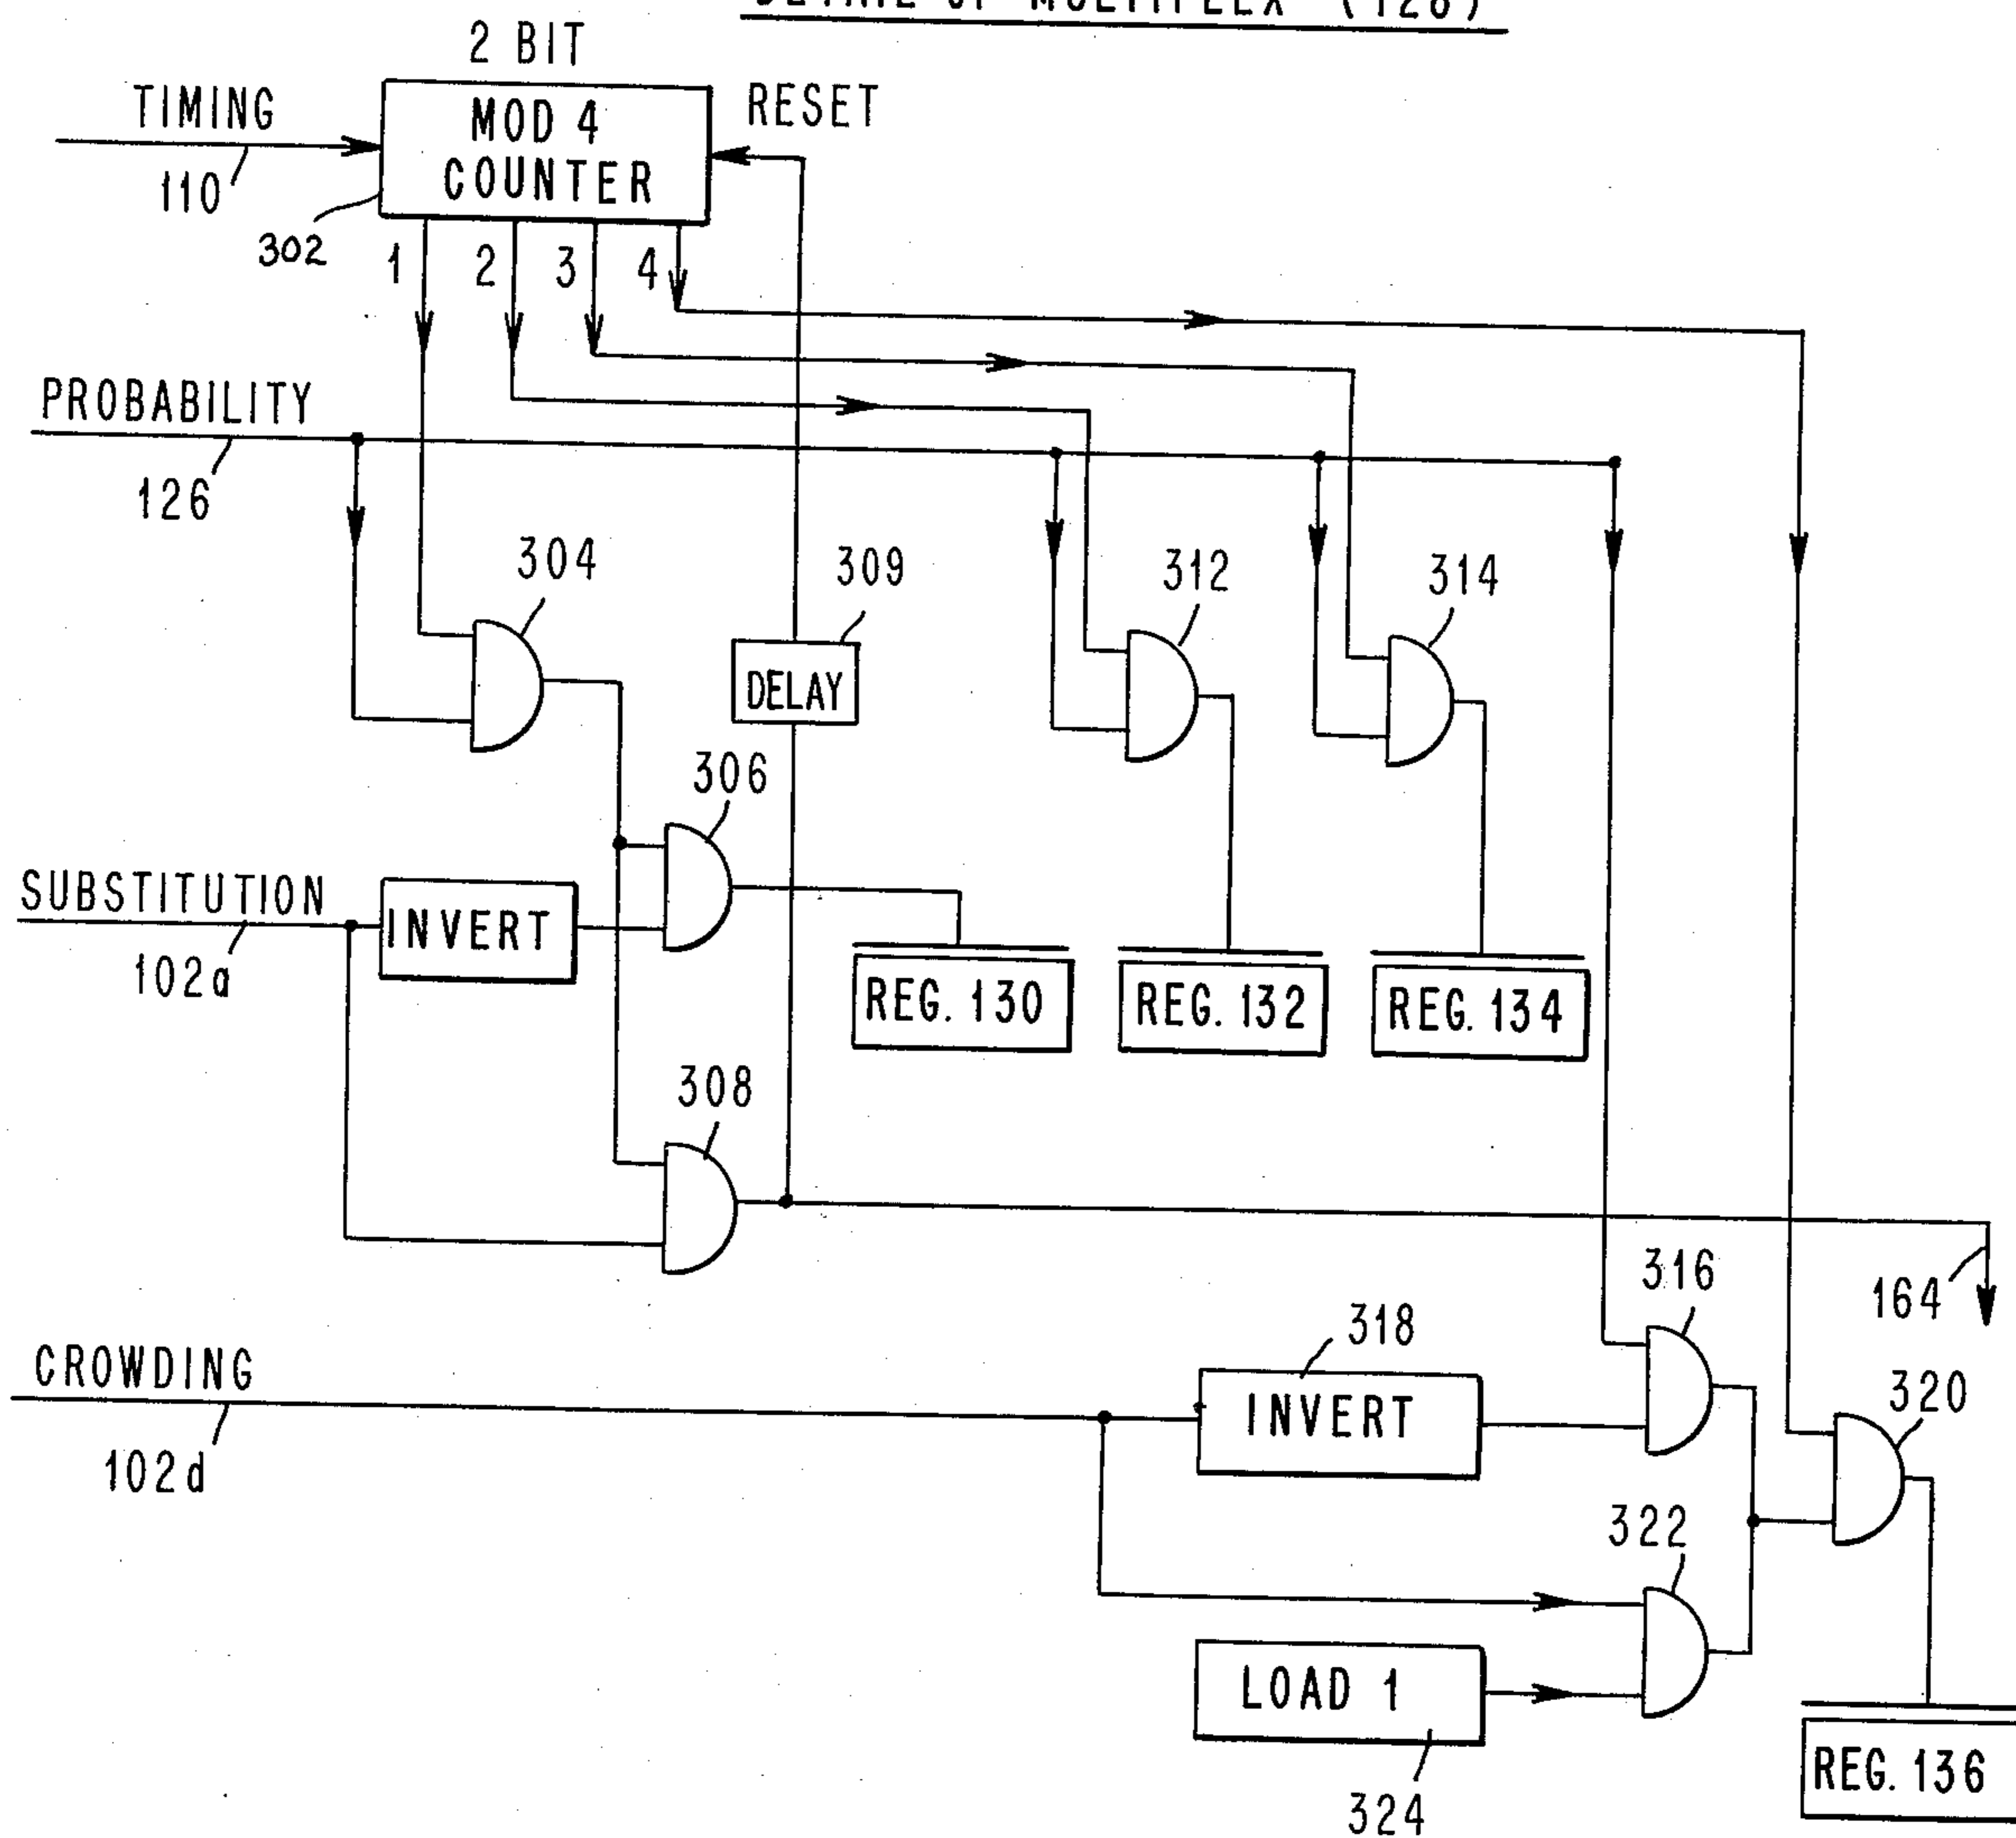 MULTIPLEX (128)
2 BIT
MOD 4
COUNTER
TIMING
110
RESET
302
1
2
3
4
PROBABILITY
126
304
309
DELAY
312
314
306
SUBSTITUTION
102a
INVERT
REG. 130
REG. 132
REG. 134
308
164
316
CROWDING
102d
318
INVERT
320
322
LOAD 1
324
REG. 136